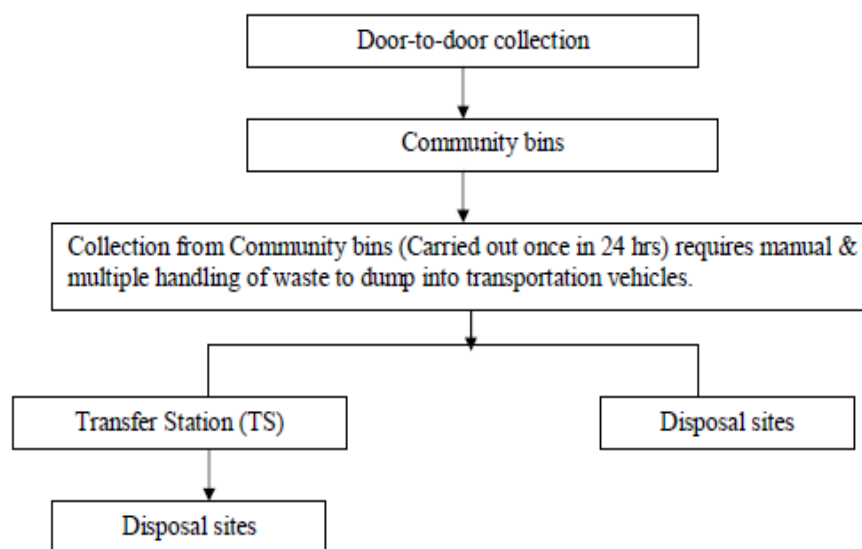 Door-to-door collection
Community bins
Collection from Community bins (Carried out once in 24 hrs) requires manual &
multiple handling of waste to dump into transportation vehicles.
Transfer Station (TS)
Disposal sites
Disposal sites